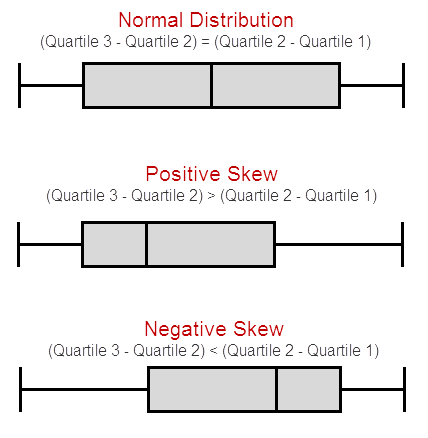 Normal Distribution
(Quartile 3 - Quartile 2) = (Quartile 2 - Quartile 1)
Positive Skew
(Quartile 3 - Quartile 2) > (Quartile 2 - Quartile 1)
Negative Skew
(Quartile 3 - Quartile 2) < (Quartile 2 - Quartile 1)